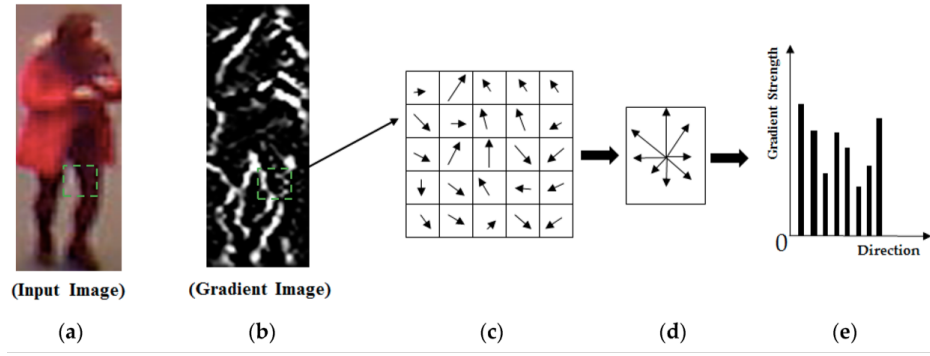 Gradient Strength
0
Direction
(Input Image)
(Gradient Image)
(a)
(b)
(c)
(d)
(e)